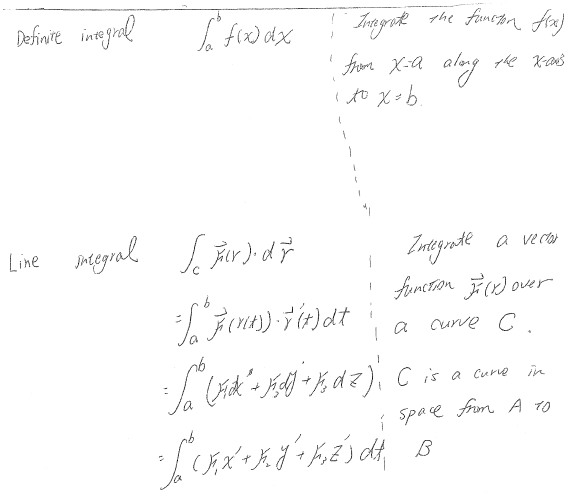 Definite integral ∫_a^b f(x) dx
Integrate the function f(x)
from x=a along the x-axis
to x=b.
Line integral ∫_C F⃗(r)·dr⃗
= ∫_a^b F⃗(r(t))·r⃗'(t) dt
= ∫_a^b (F₁dx + F₂dy + F₃dz)
= ∫_a^b (F₁x' + F₂y' + F₃z') dt
Integrate a vector
function F⃗(r) over
a curve C.
C is a curve in
space from A to
B